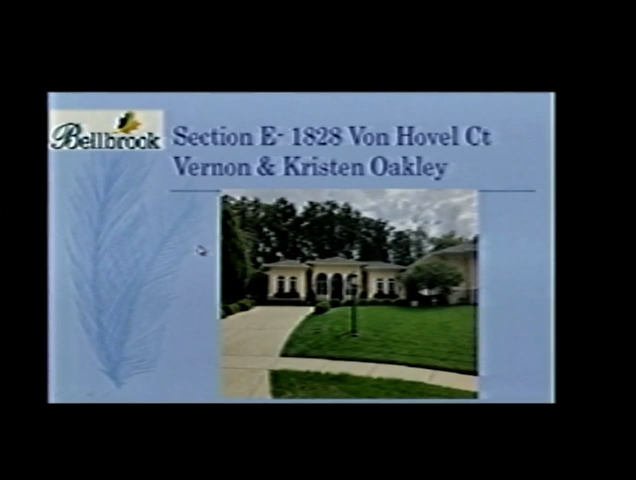 Bellbrook
Section E- 1828 Von Hovel Ct
Vernon & Kristen Oakley